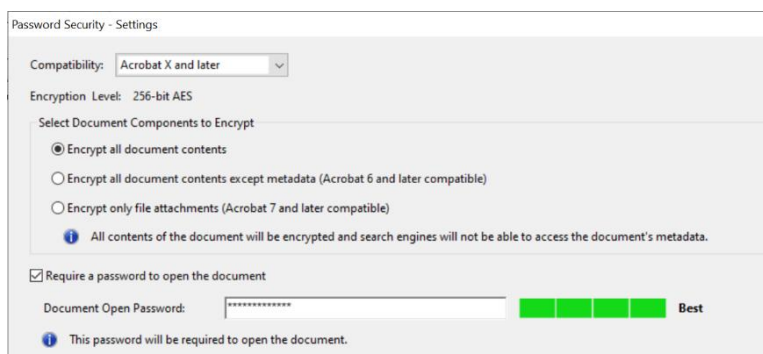 Password Security - Settings
Compatibility: Acrobat X and later
Encryption Level: 256-bit AES
Select Document Components to Encrypt
Encrypt all document contents
Encrypt all document contents except metadata (Acrobat 6 and later compatible)
Encrypt only file attachments (Acrobat 7 and later compatible)
All contents of the document will be encrypted and search engines will not be able to access the document's metadata.
Require a password to open the document
Document Open Password: ************* Best
This password will be required to open the document.